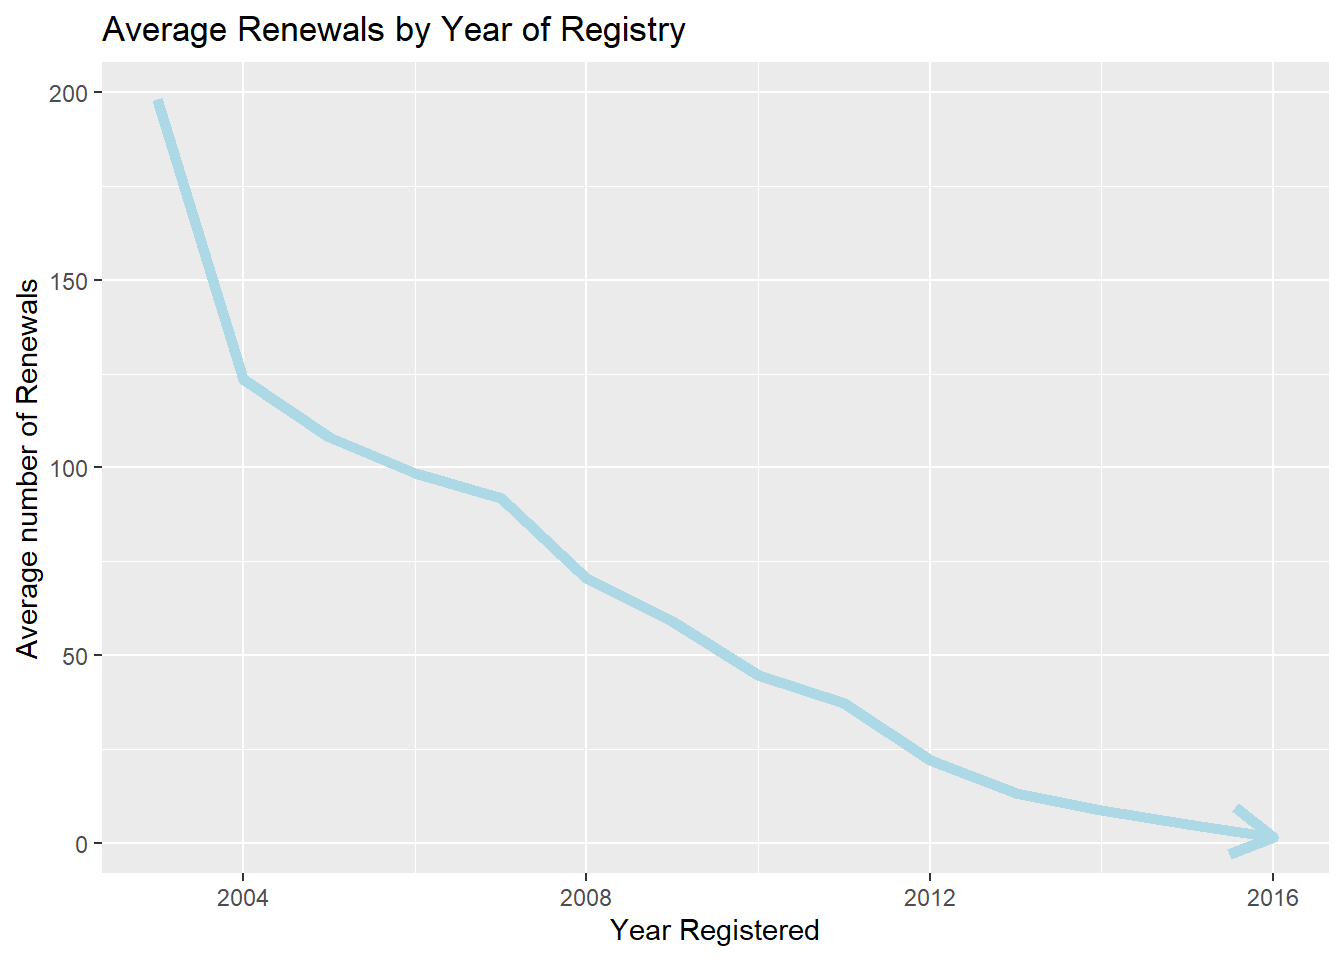 Average Renewals by Year of Registry
200
150
100
50
0
Average number of Renewals
2004 2008 2012 2016
Year Registered